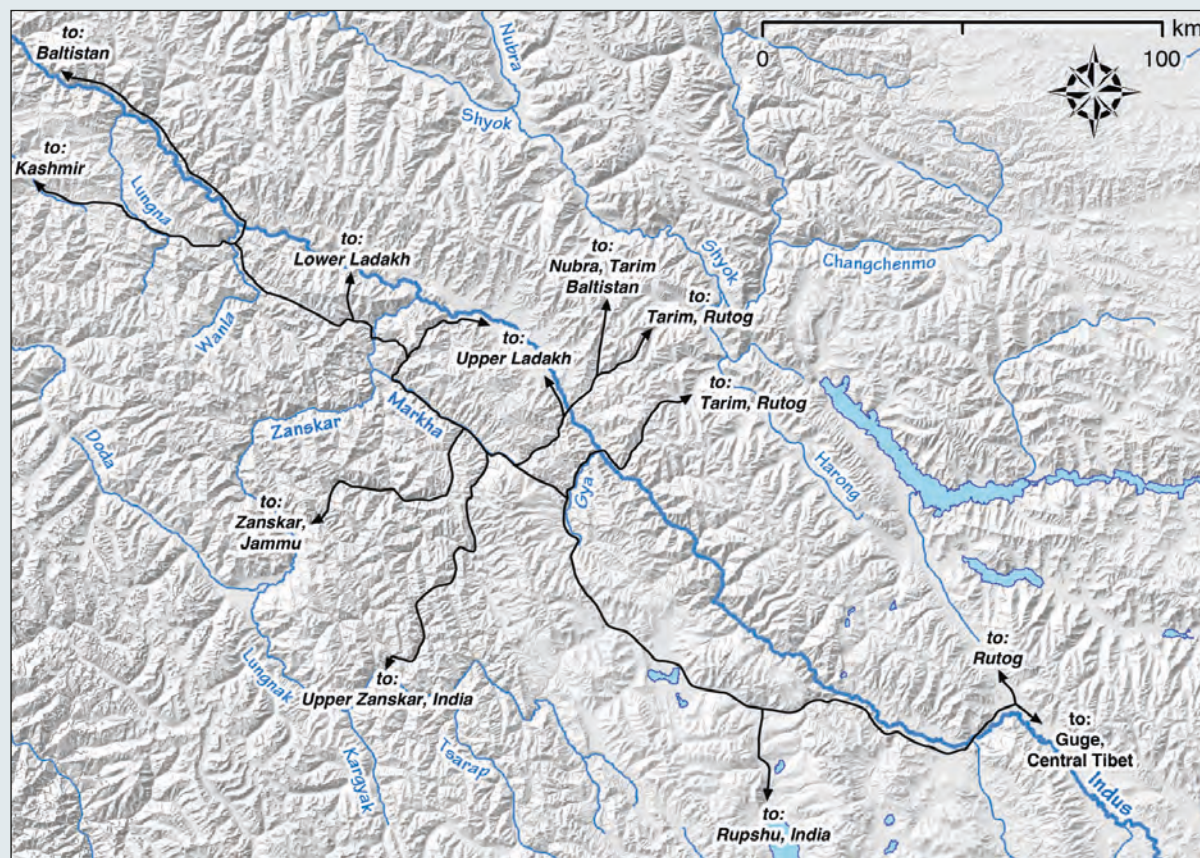 to:
Baltistan
Nubra
0
100
km
Shyok
to:
Kashmir
Lungna
to:
Lower Ladakh
to:
Nubra, Tarim
Baltistan
Shyok
Changchenmo
to:
Tarim, Rutog
Wanla
to:
Upper Ladakh
to:
Tarim, Rutog
Markha
Zanskar
Doda
Harong
Gya
to:
Zanskar,
Jammu
to:
Rutog
Lungnak
to:
Upper Zanskar, India
to:
Guge,
Central Tibet
Indus
Kargyak
Tsarap
to:
Rupshu, India